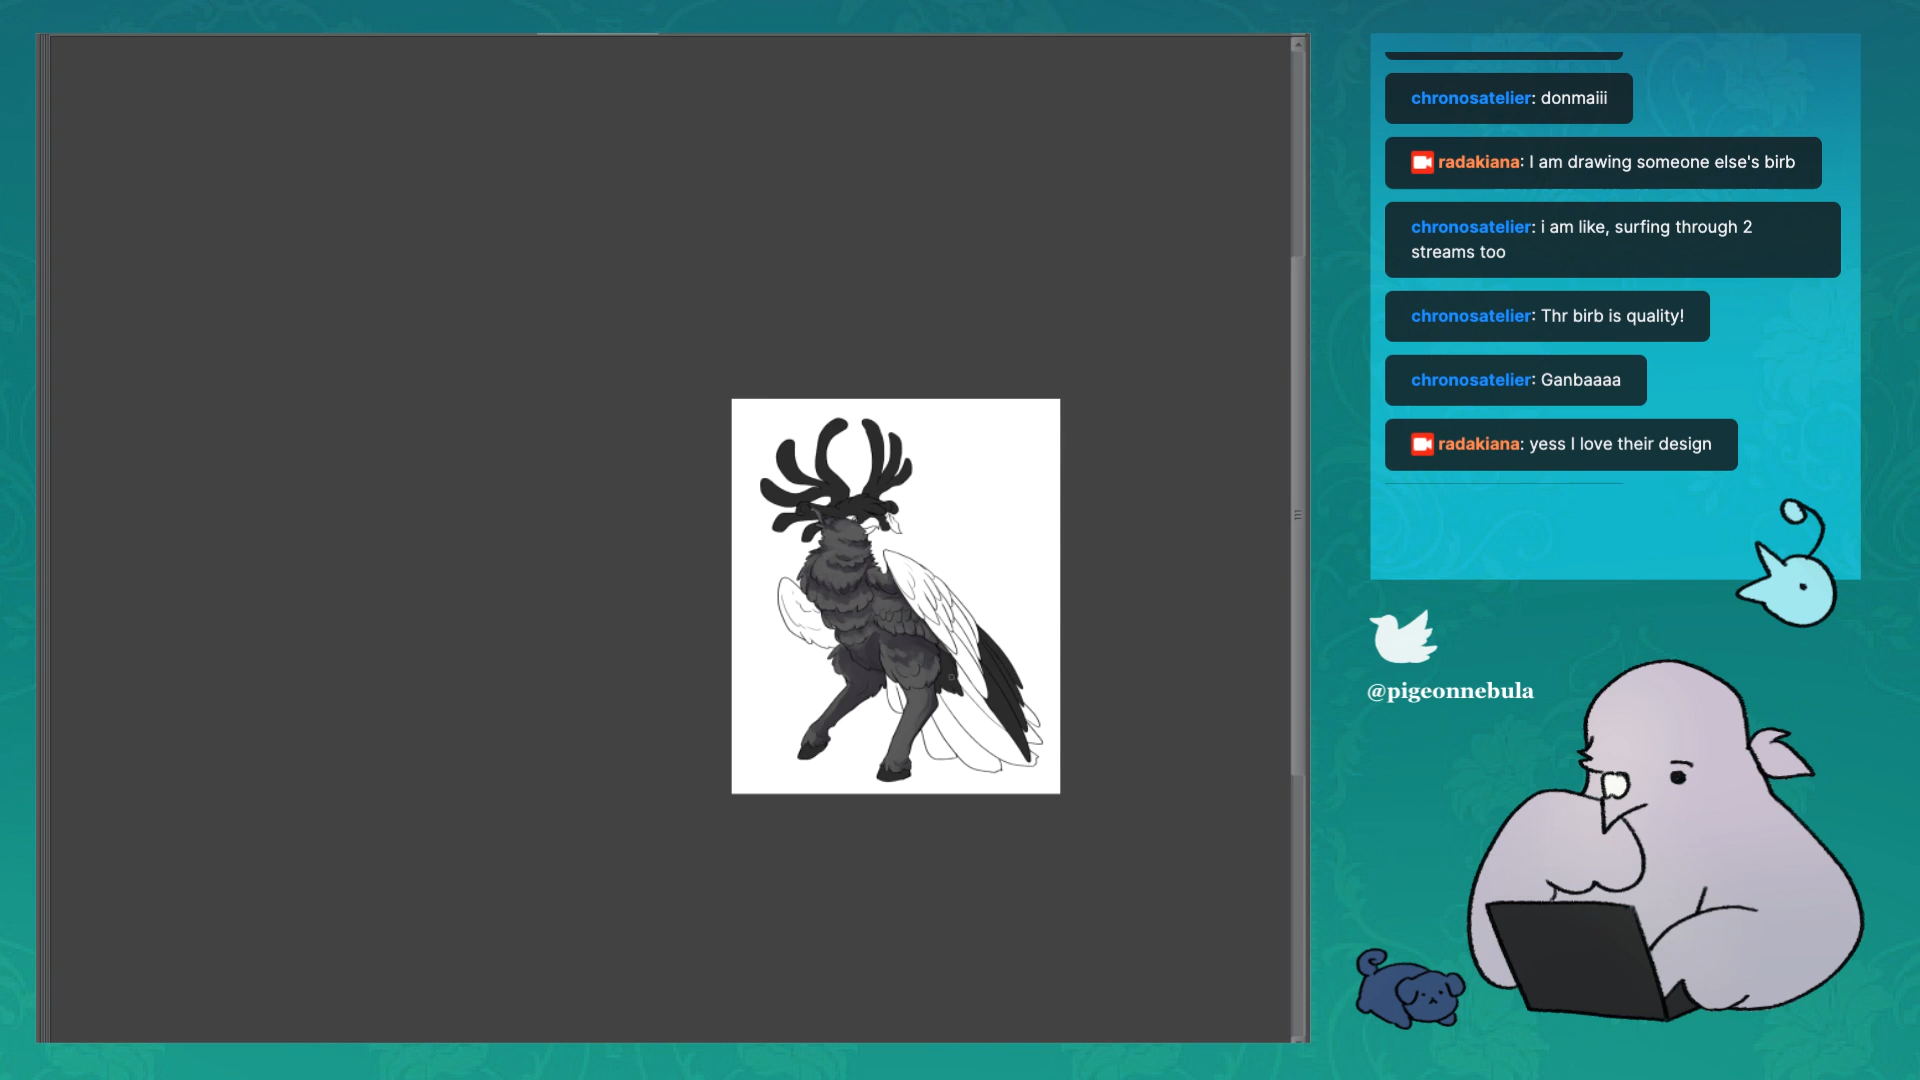 chronosatelier: donmaiii
radakiana: I am drawing someone else's birb
chronosatelier: i am like, surfing through 2
streams too
chronosatelier: Thr birb is quality!
chronosatelier: Ganbaaaa
radakiana: yess I love their design
@pigeonnebula